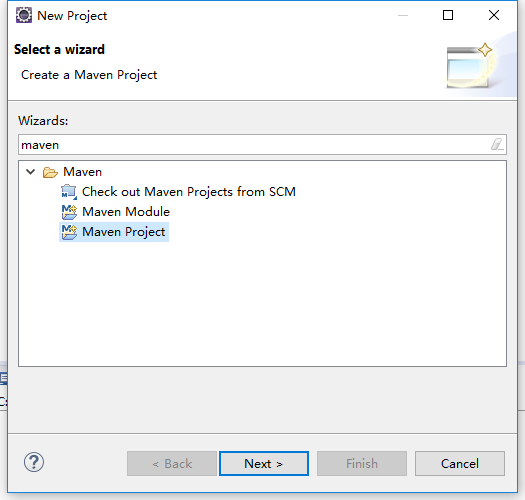 New Project
Select a wizard
Create a Maven Project
Wizards:
maven
Maven
Check out Maven Projects from SCM
Maven Module
Maven Project
< Back
Next >
Finish
Cancel